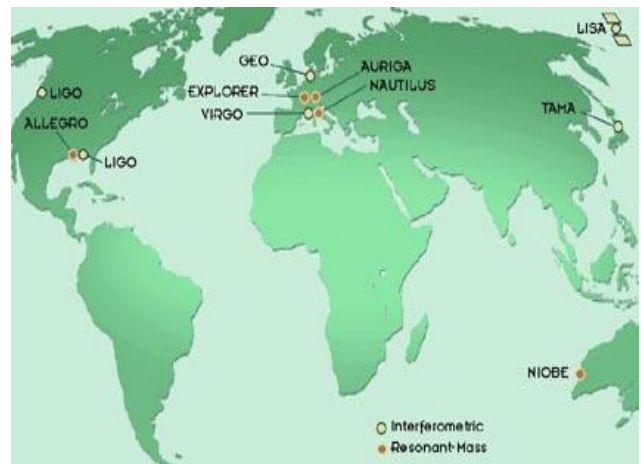 LISA
GEO
AURIGA
LIGO
EXPLORER
NAUTILUS
VIRGO
TAMA
ALLEGRO
LIGO
NIOBE
Interferometric
Resonant-Mass